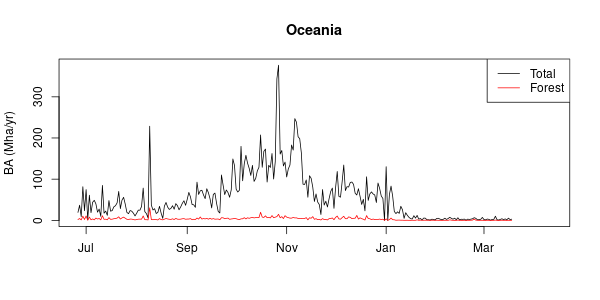 Oceania
Total
Forest
BA (Mha/yr)
300
200
100
0
Jul Sep Nov Jan Mar